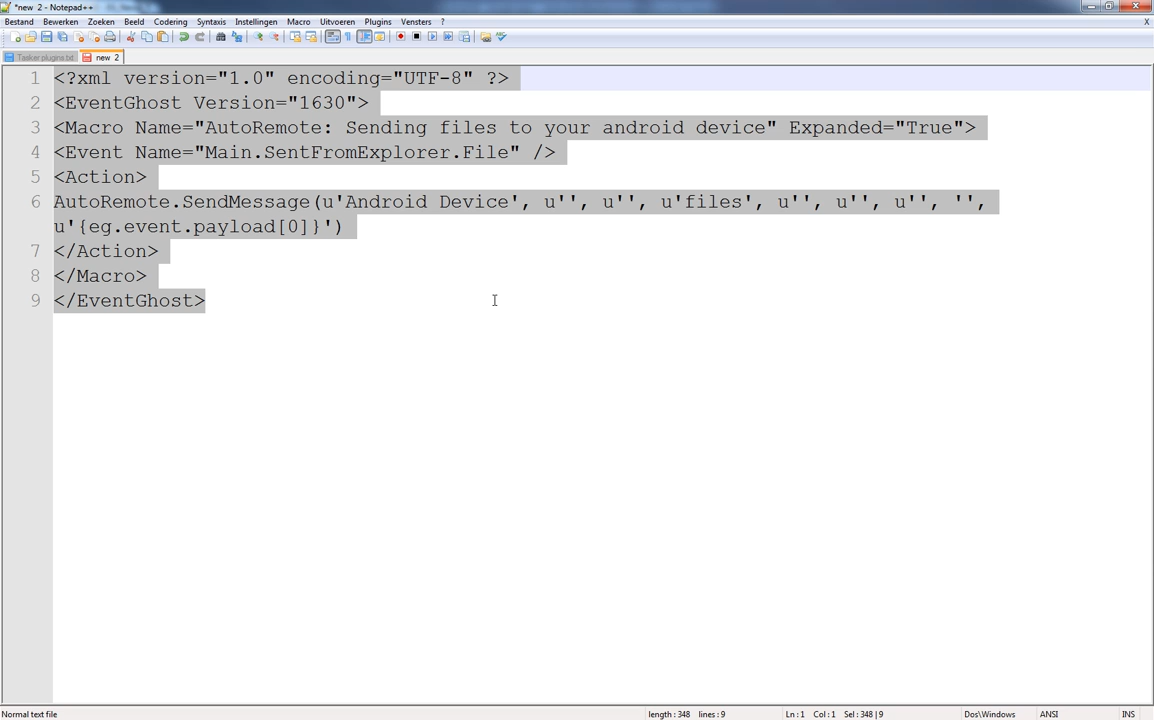 *new 2 - Notepad++
X
Bestand Bewerken Zoeken Beeld Codering Syntaxis Instellingen Macro Uitvoeren Plugins Vensters ?
X
Tasker plugns.txt new 2
1 <?xml version="1.0" encoding="UTF-8" ?>
2 <EventGhost Version="1630">
3 <Macro Name="AutoRemote: Sending files to your android device" Expanded="True">
4 <Event Name="Main.SentFromExplorer.File" />
5 <Action>
6 AutoRemote.SendMessage(u'Android Device', u'', u'', u'files', u'', u'', u'', '',
u'{eg.event.payload[0]}')
7 </Action>
8 </Macro>
9 </EventGhost>
Normal text file length : 348 lines : 9 Ln : 1 Col : 1 Sel : 348 | 9 Dos\Windows ANSI INS